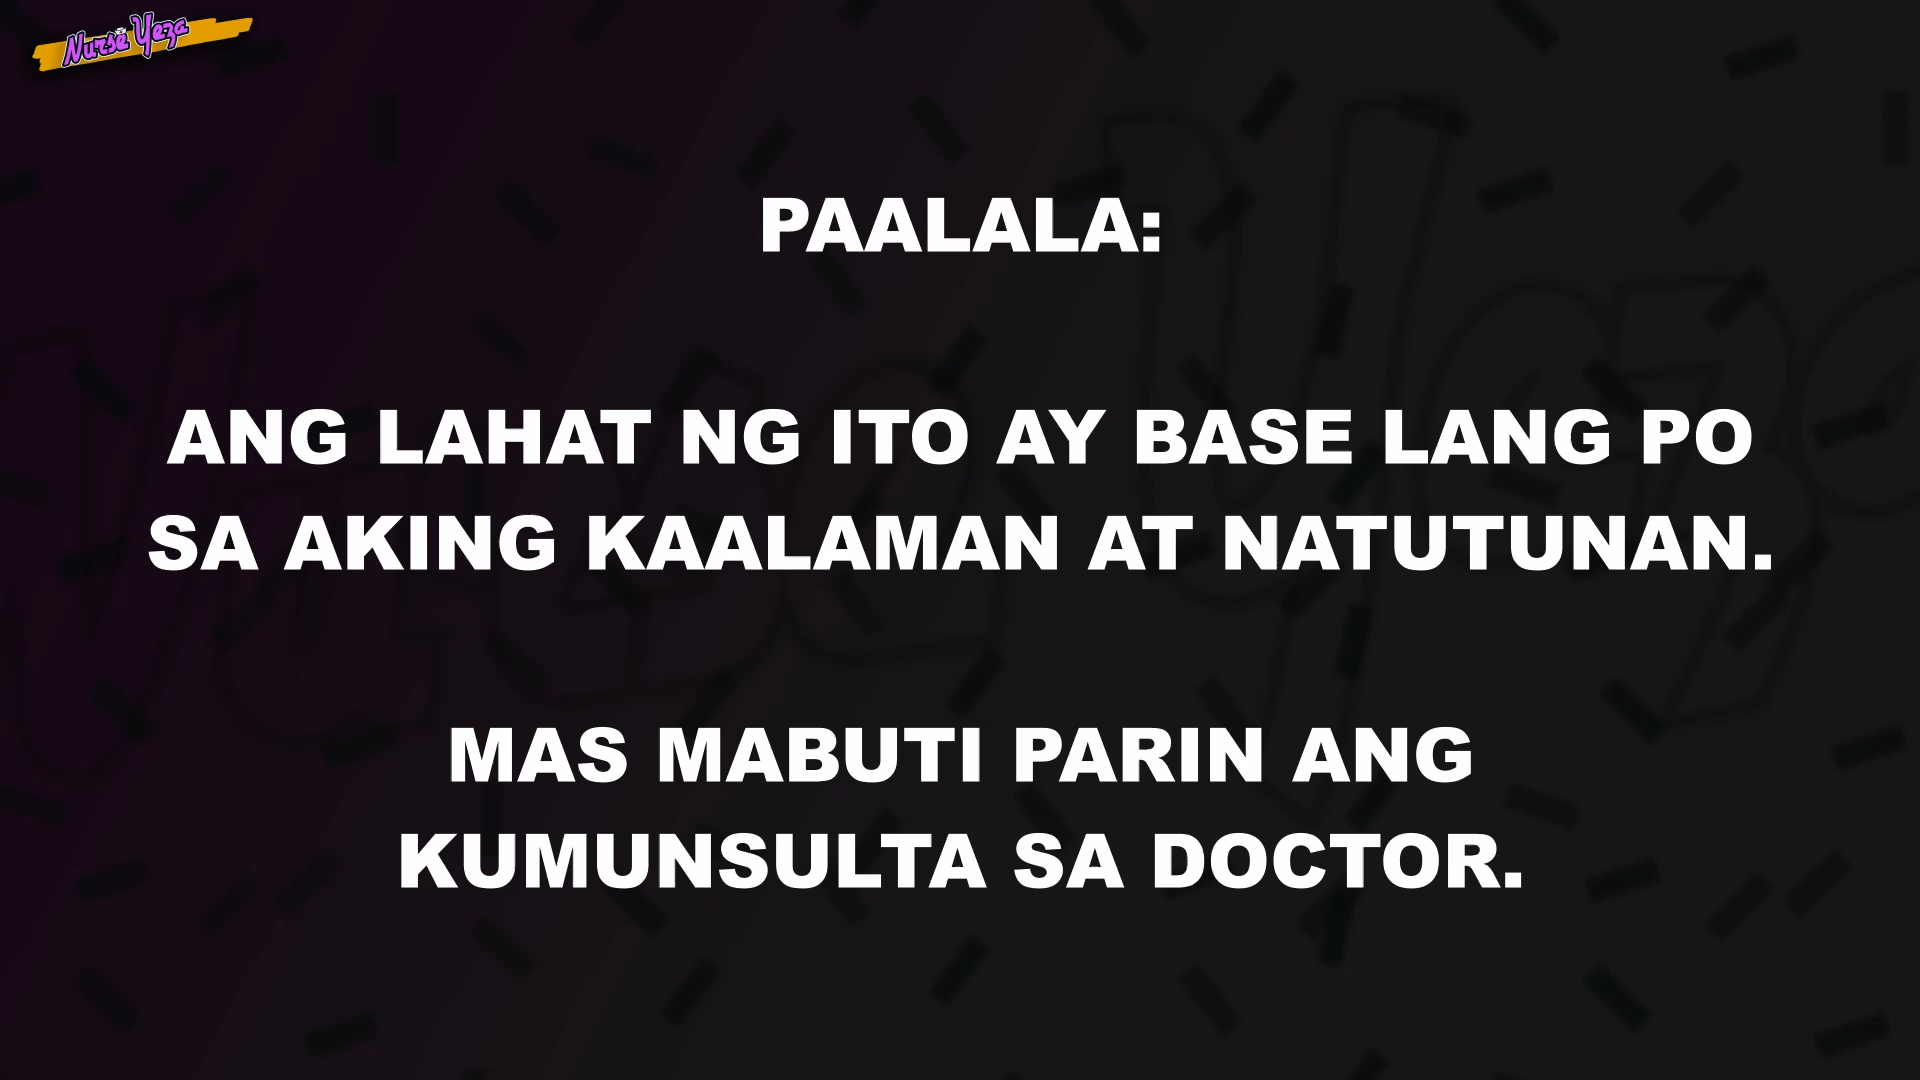 Nurse Yeza
PAALALA:
ANG LAHAT NG ITO AY BASE LANG PO
SA AKING KAALAMAN AT NATUTUNAN.
MAS MABUTI PARIN ANG
KUMUNSULTA SA DOCTOR.